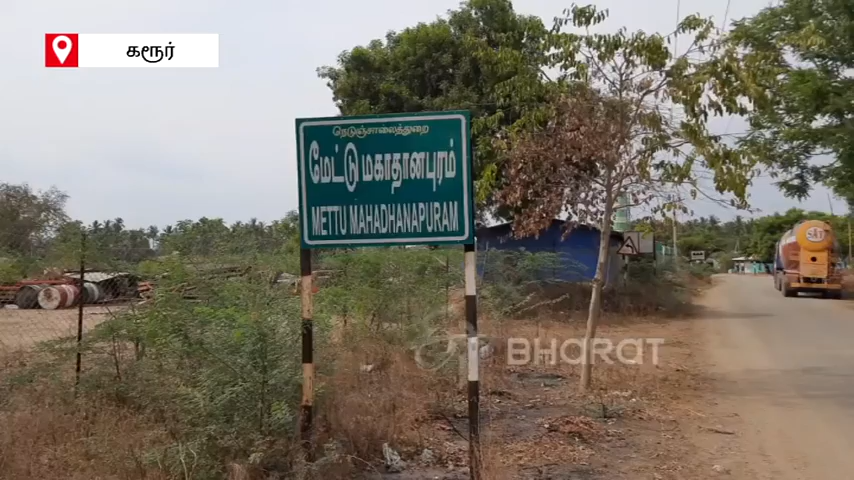 கரூர்
நெடுஞ்சாலைத்துறை
மேட்டு மகாதானபுரம்
METTU MAHADHANAPURAM
BHARAT